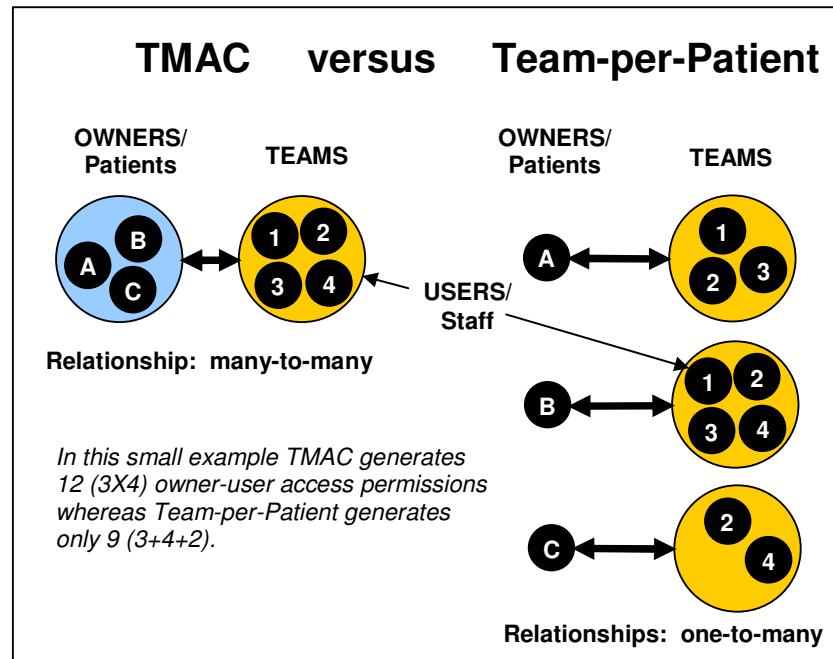 TMAC versus Team-per-Patient
OWNERS/
Patients
TEAMS
A
B
C
1
2
3
4
Relationship: many-to-many
In this small example TMAC generates
12 (3X4) owner-user access permissions
whereas Team-per-Patient generates
only 9 (3+4+2).
USERS/
Staff
OWNERS/
Patients
TEAMS
A
1
2
3
B
1
2
3
4
C
2
4
Relationships: one-to-many